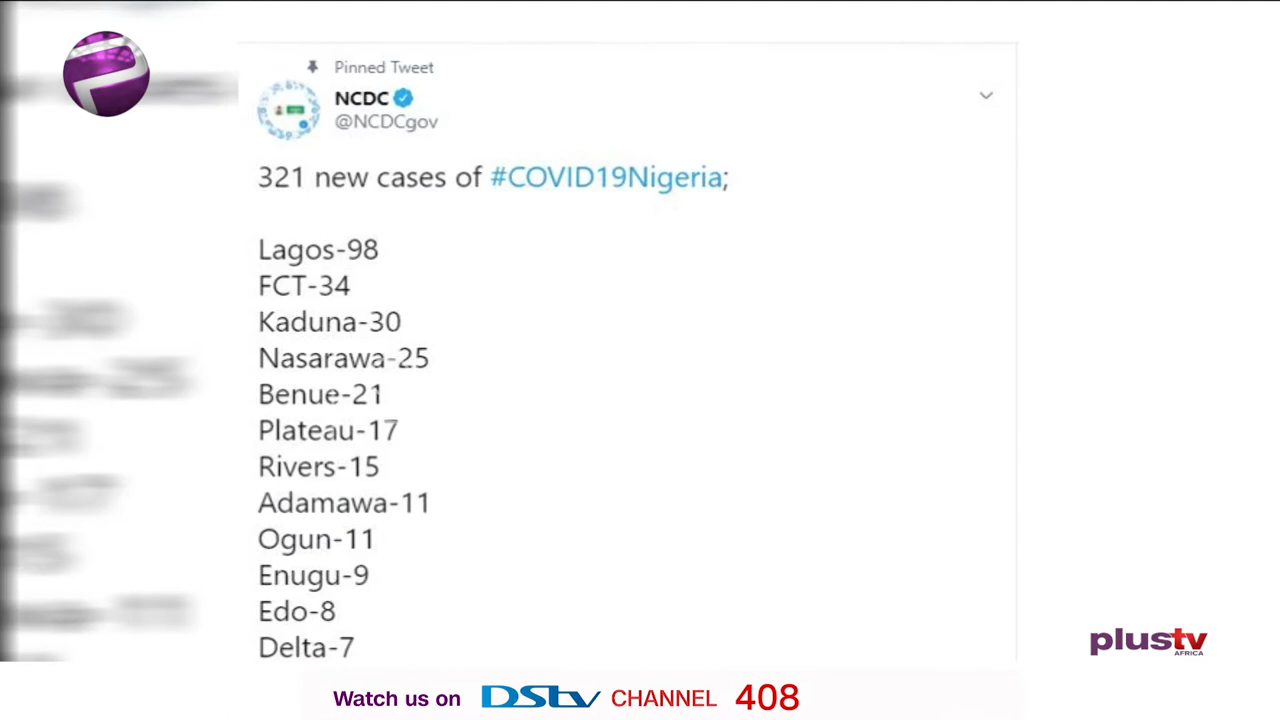 Pinned Tweet
NCDC
@NCDCgov
321 new cases of #COVID19Nigeria;
Lagos-98
FCT-34
Kaduna-30
Nasarawa-25
Benue-21
Plateau-17
Rivers-15
Adamawa-11
Ogun-11
Enugu-9
Edo-8
Delta-7
plustv
AFRICA
Watch us on DStv CHANNEL 408